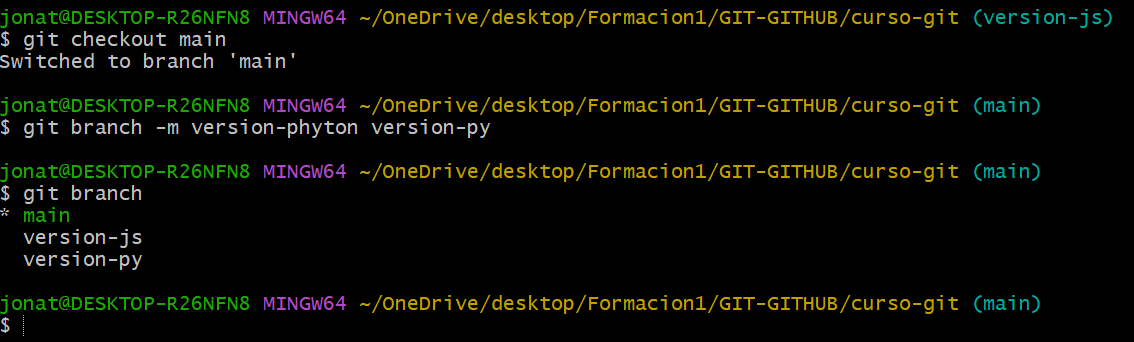 jonat@DESKTOP-R26NFN8 MINGW64 ~/OneDrive/desktop/Formacion1/GIT-GITHUB/curso-git (version-js)
$ git checkout main
Switched to branch 'main'
jonat@DESKTOP-R26NFN8 MINGW64 ~/OneDrive/desktop/Formacion1/GIT-GITHUB/curso-git (main)
$ git branch -m version-phyton version-py
jonat@DESKTOP-R26NFN8 MINGW64 ~/OneDrive/desktop/Formacion1/GIT-GITHUB/curso-git (main)
$ git branch
* main
  version-js
  version-py
jonat@DESKTOP-R26NFN8 MINGW64 ~/OneDrive/desktop/Formacion1/GIT-GITHUB/curso-git (main)
$